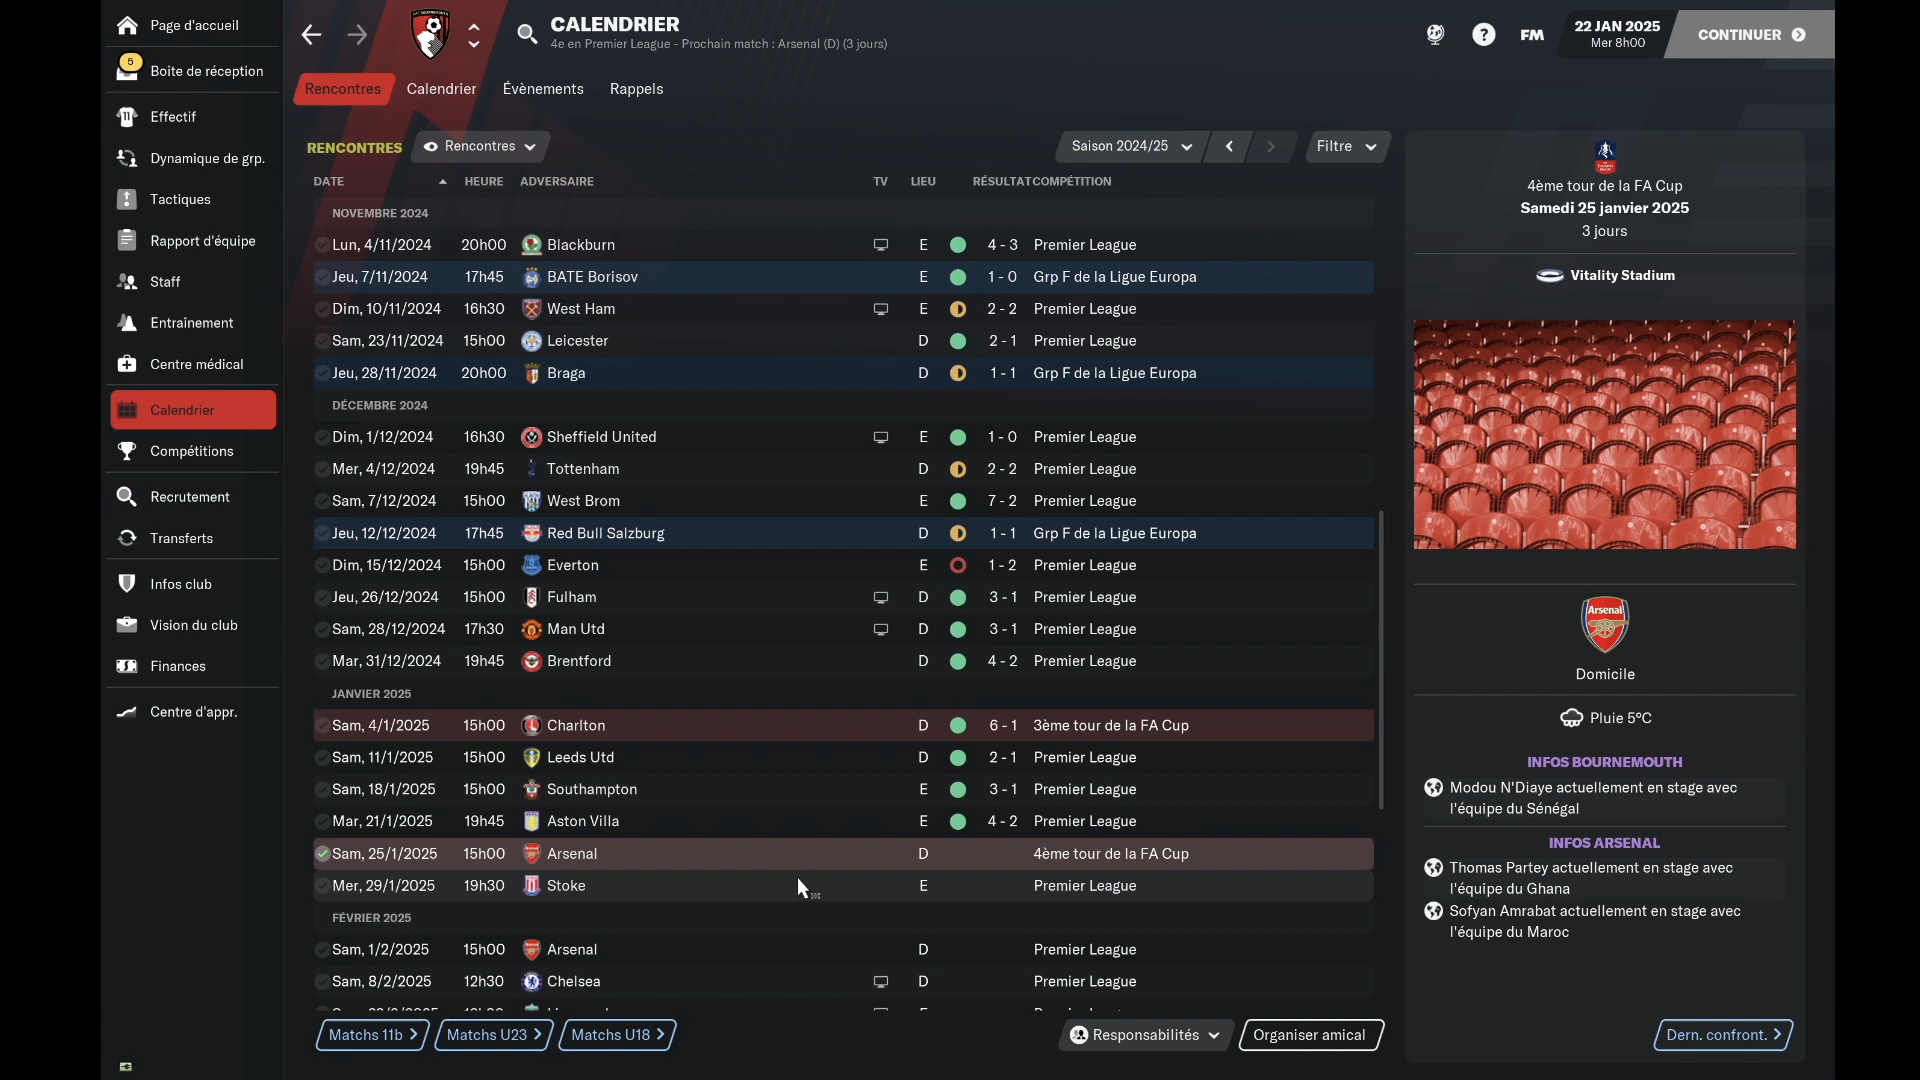 Page d'accueil
5
Boîte de réception
Effectif
Dynamique de grp.
Tactiques
Rapport d'équipe
Staff
Entraînement
Centre médical
Calendrier
Compétitions
Recrutement
Transferts
Infos club
Vision du club
Finances
Centre d'appr.
CALENDRIER
4e en Premier League - Prochain match : Arsenal (D) (3 jours)
? FM 22 JAN 2025
Mer 8h00
CONTINUER
Rencontres Calendrier Évènements Rappels
RENCONTRES Rencontres Saison 2024/25 Filtre
DATE HEURE ADVERSAIRE TV LIEU RÉSULTAT COMPÉTITION
NOVEMBRE 2024
Lun, 4/11/2024 20h00 Blackburn E 4 - 3 Premier League
Jeu, 7/11/2024 17h45 BATE Borisov E 1 - 0 Grp F de la Ligue Europa
Dim, 10/11/2024 16h30 West Ham E 2 - 2 Premier League
Sam, 23/11/2024 15h00 Leicester D 2 - 1 Premier League
Jeu, 28/11/2024 20h00 Braga D 1 - 1 Grp F de la Ligue Europa
DÉCEMBRE 2024
Dim, 1/12/2024 16h30 Sheffield United E 1 - 0 Premier League
Mer, 4/12/2024 19h45 Tottenham D 2 - 2 Premier League
Sam, 7/12/2024 15h00 West Brom E 7 - 2 Premier League
Jeu, 12/12/2024 17h45 Red Bull Salzburg D 1 - 1 Grp F de la Ligue Europa
Dim, 15/12/2024 15h00 Everton E 1 - 2 Premier League
Jeu, 26/12/2024 15h00 Fulham D 3 - 1 Premier League
Sam, 28/12/2024 17h30 Man Utd D 3 - 1 Premier League
Mar, 31/12/2024 19h45 Brentford D 4 - 2 Premier League
JANVIER 2025
Sam, 4/1/2025 15h00 Charlton D 6 - 1 3ème tour de la FA Cup
Sam, 11/1/2025 15h00 Leeds Utd D 2 - 1 Premier League
Sam, 18/1/2025 15h00 Southampton E 3 - 1 Premier League
Mar, 21/1/2025 19h45 Aston Villa E 4 - 2 Premier League
Sam, 25/1/2025 15h00 Arsenal D 4ème tour de la FA Cup
Mer, 29/1/2025 19h30 Stoke E Premier League
FÉVRIER 2025
Sam, 1/2/2025 15h00 Arsenal D Premier League
Sam, 8/2/2025 12h30 Chelsea D Premier League
Matchs 11b Matchs U23 Matchs U18 Responsabilités Organiser amical
4ème tour de la FA Cup
Samedi 25 janvier 2025
3 jours
Vitality Stadium
Arsenal
Domicile
Pluie 5°C
INFOS BOURNEMOUTH
Modou N'Diaye actuellement en stage avec
l'équipe du Sénégal
INFOS ARSENAL
Thomas Partey actuellement en stage avec
l'équipe du Ghana
Sofyan Amrabat actuellement en stage avec
l'équipe du Maroc
Dern. confront.